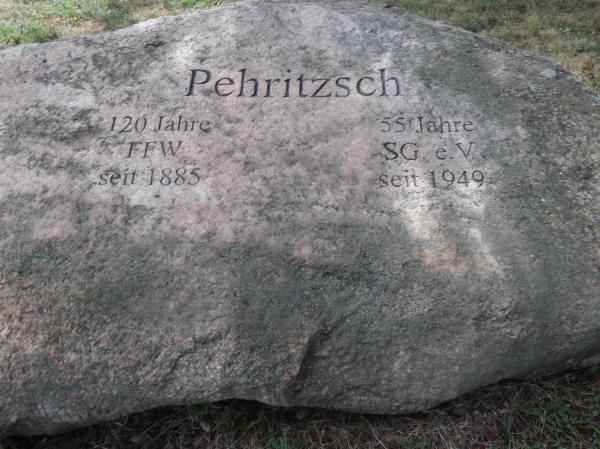 Pehritzsch
120 Jahre
FFW
seit 1885
55 Jahre
SG. e.V.
seit 1949